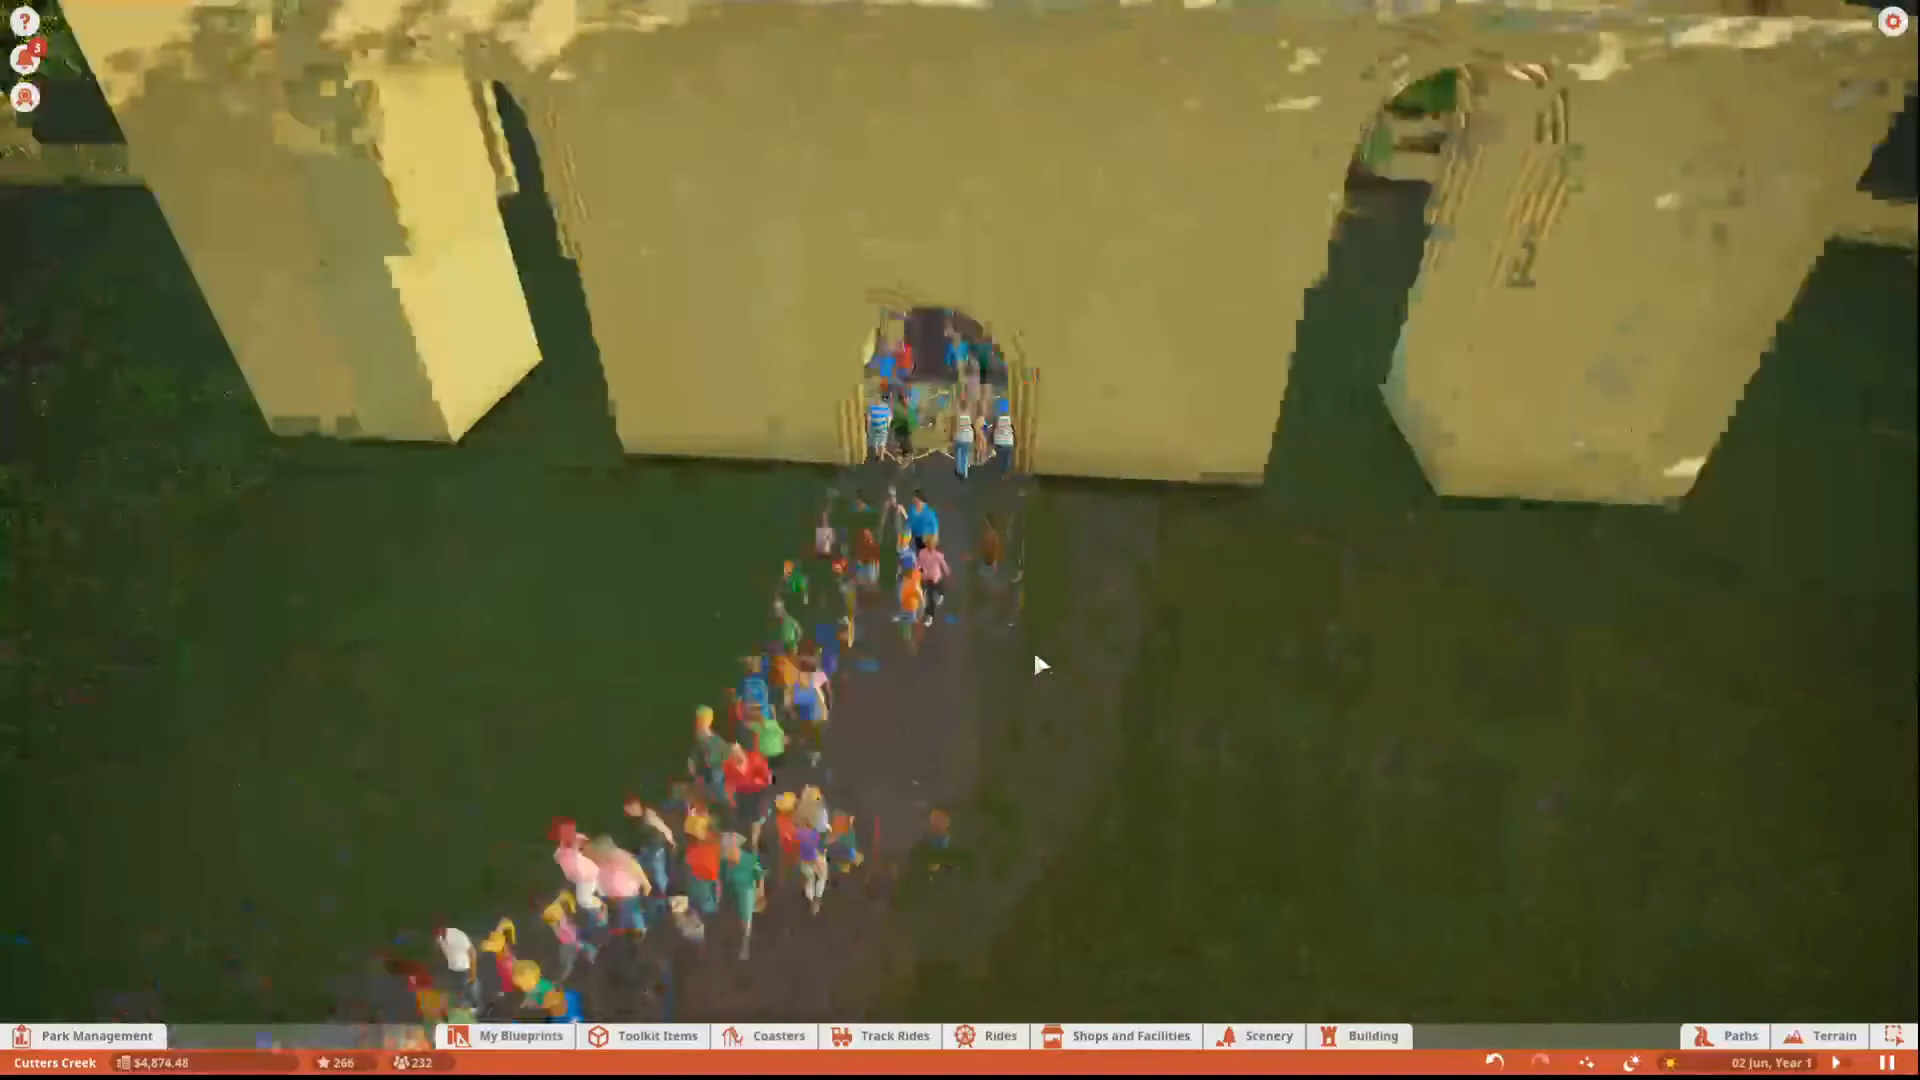 ?
3
Park Management
My Blueprints
Toolkit Items
Coasters
Track Rides
Rides
Shops and Facilities
Scenery
Building
Paths
Terrain
Cutters Creek
$4,874.48
266
232
02 Jun, Year 1